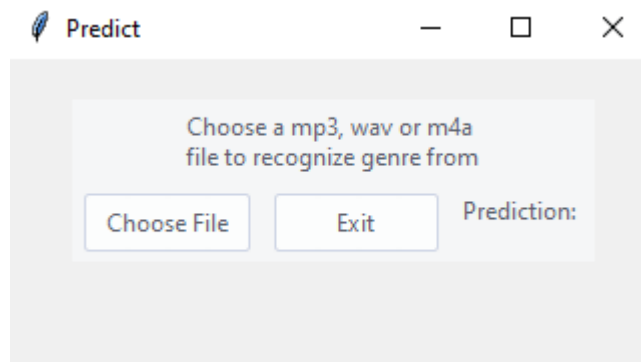 Predict
Choose a mp3, wav or m4a
file to recognize genre from
Choose File
Exit
Prediction: